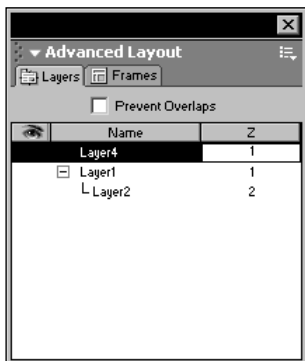 Advanced Layout
Layers Frames
Prevent Overlaps
Name Z
Layer4 1
Layer1 1
Layer2 2